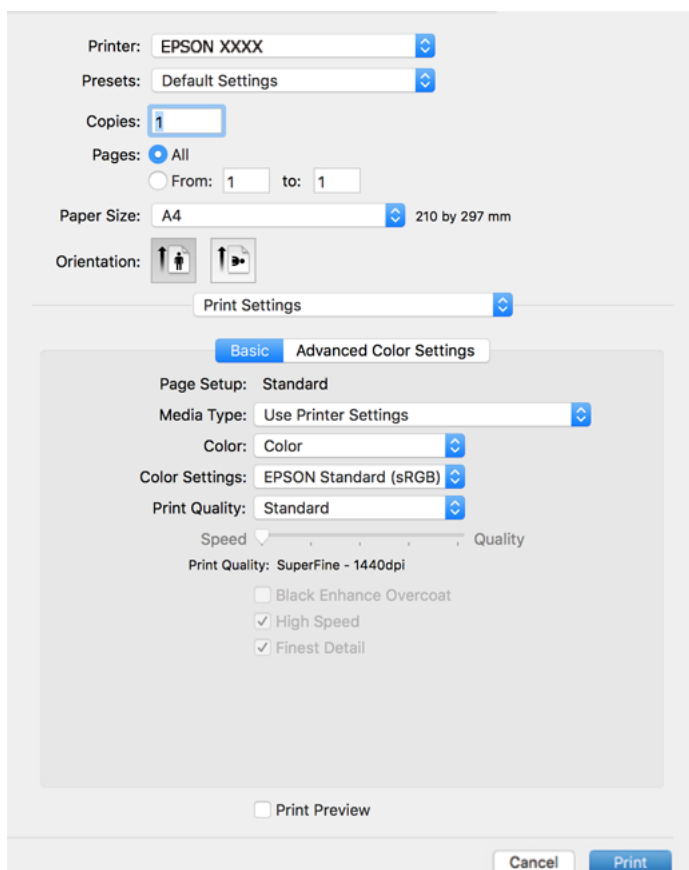 Printer: EPSON XXXX
Presets: Default Settings
Copies: 1
Pages: All
From: 1 to: 1
Paper Size: A4 210 by 297 mm
Orientation:
Print Settings
Basic Advanced Color Settings
Page Setup: Standard
Media Type: Use Printer Settings
Color: Color
Color Settings: EPSON Standard (sRGB)
Print Quality: Standard
Speed Quality
Print Quality: SuperFine - 1440dpi
Black Enhance Overcoat
High Speed
Finest Detail
Print Preview
Cancel Print